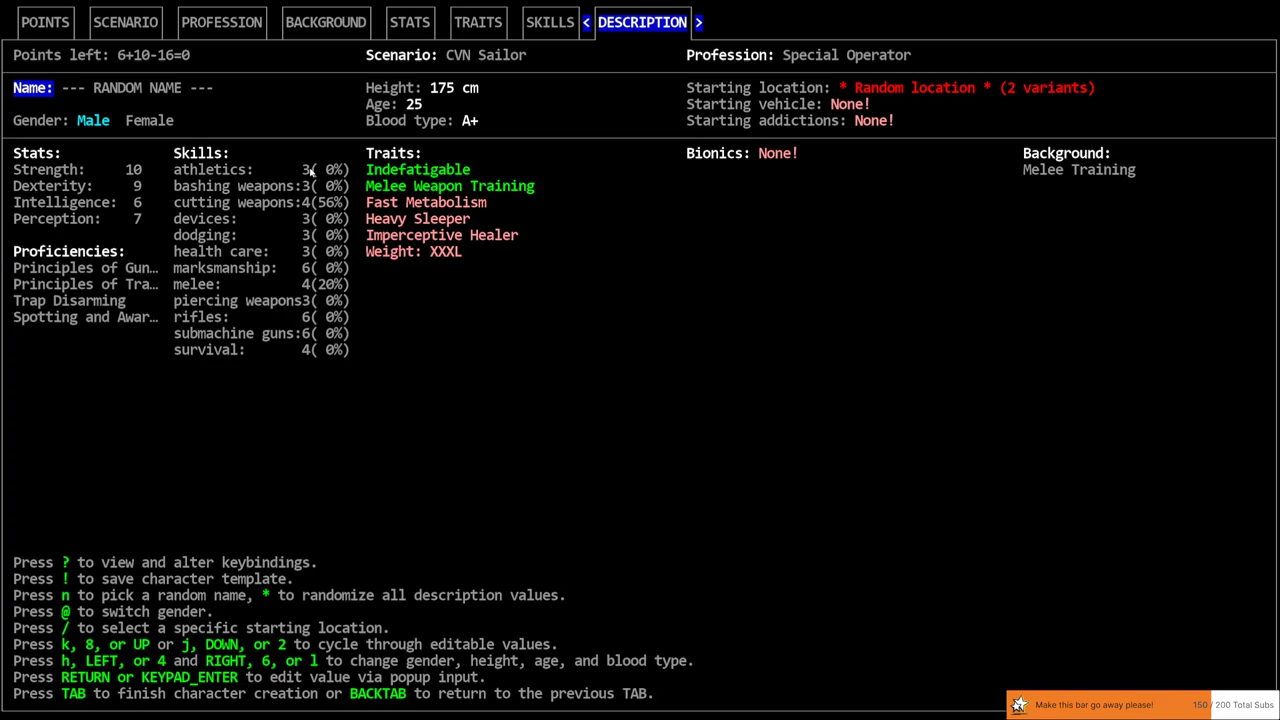 POINTS SCENARIO PROFESSION BACKGROUND STATS TRAITS SKILLS < DESCRIPTION >
Points left: 6+10-16=0 Scenario: CVN Sailor Profession: Special Operator
Name: --- RANDOM NAME --- Height: 175 cm Starting location: * Random location * (2 variants)
Age: 25 Starting vehicle: None!
Gender: Male Female Blood type: A+ Starting addictions: None!
Stats: Skills: Traits: Bionics: None! Background:
Strength: 10 athletics: 3( 0%) Indefatigable Melee Training
Dexterity: 9 bashing weapons:3( 0%) Melee Weapon Training
Intelligence: 6 cutting weapons:4(56%) Fast Metabolism
Perception: 7 devices: 3( 0%) Heavy Sleeper
dodging: 3( 0%) Imperceptive Healer
Proficiencies: health care: 3( 0%) Weight: XXXL
Principles of Gun… marksmanship: 6( 0%)
Principles of Tra… melee: 4(20%)
Trap Disarming piercing weapons3( 0%)
Spotting and Awar… rifles: 6( 0%)
submachine guns:6( 0%)
survival: 4( 0%)
Press ? to view and alter keybindings.
Press ! to save character template.
Press n to pick a random name, * to randomize all description values.
Press @ to switch gender.
Press / to select a specific starting location.
Press k, 8, or UP or j, DOWN, or 2 to cycle through editable values.
Press h, LEFT, or 4 and RIGHT, 6, or l to change gender, height, age, and blood type.
Press RETURN or KEYPAD_ENTER to edit value via popup input.
Press TAB to finish character creation or BACKTAB to return to the previous TAB.
Make this bar go away please! 150 / 200 Total Subs